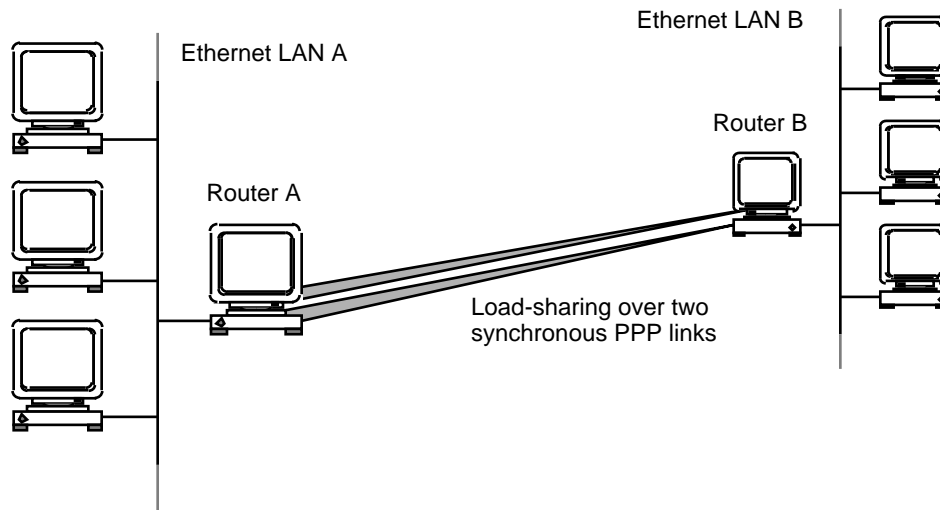 Ethernet LAN B
Ethernet LAN A
Router B
Router A
Load-sharing over two
synchronous PPP links